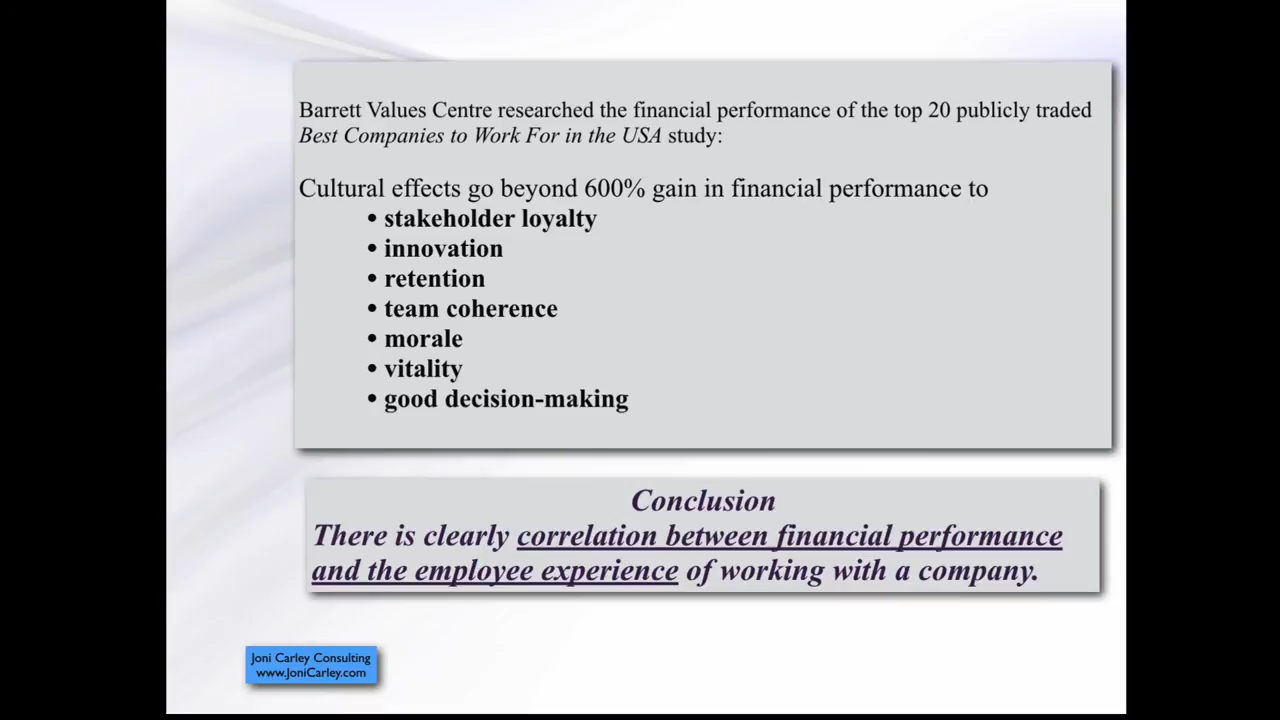 Barrett Values Centre researched the financial performance of the top 20 publicly traded
Best Companies to Work For in the USA study:
Cultural effects go beyond 600% gain in financial performance to
• stakeholder loyalty
• innovation
• retention
• team coherence
• morale
• vitality
• good decision-making
Conclusion
There is clearly correlation between financial performance
and the employee experience of working with a company.
Joni Carley Consulting
www.JoniCarley.com